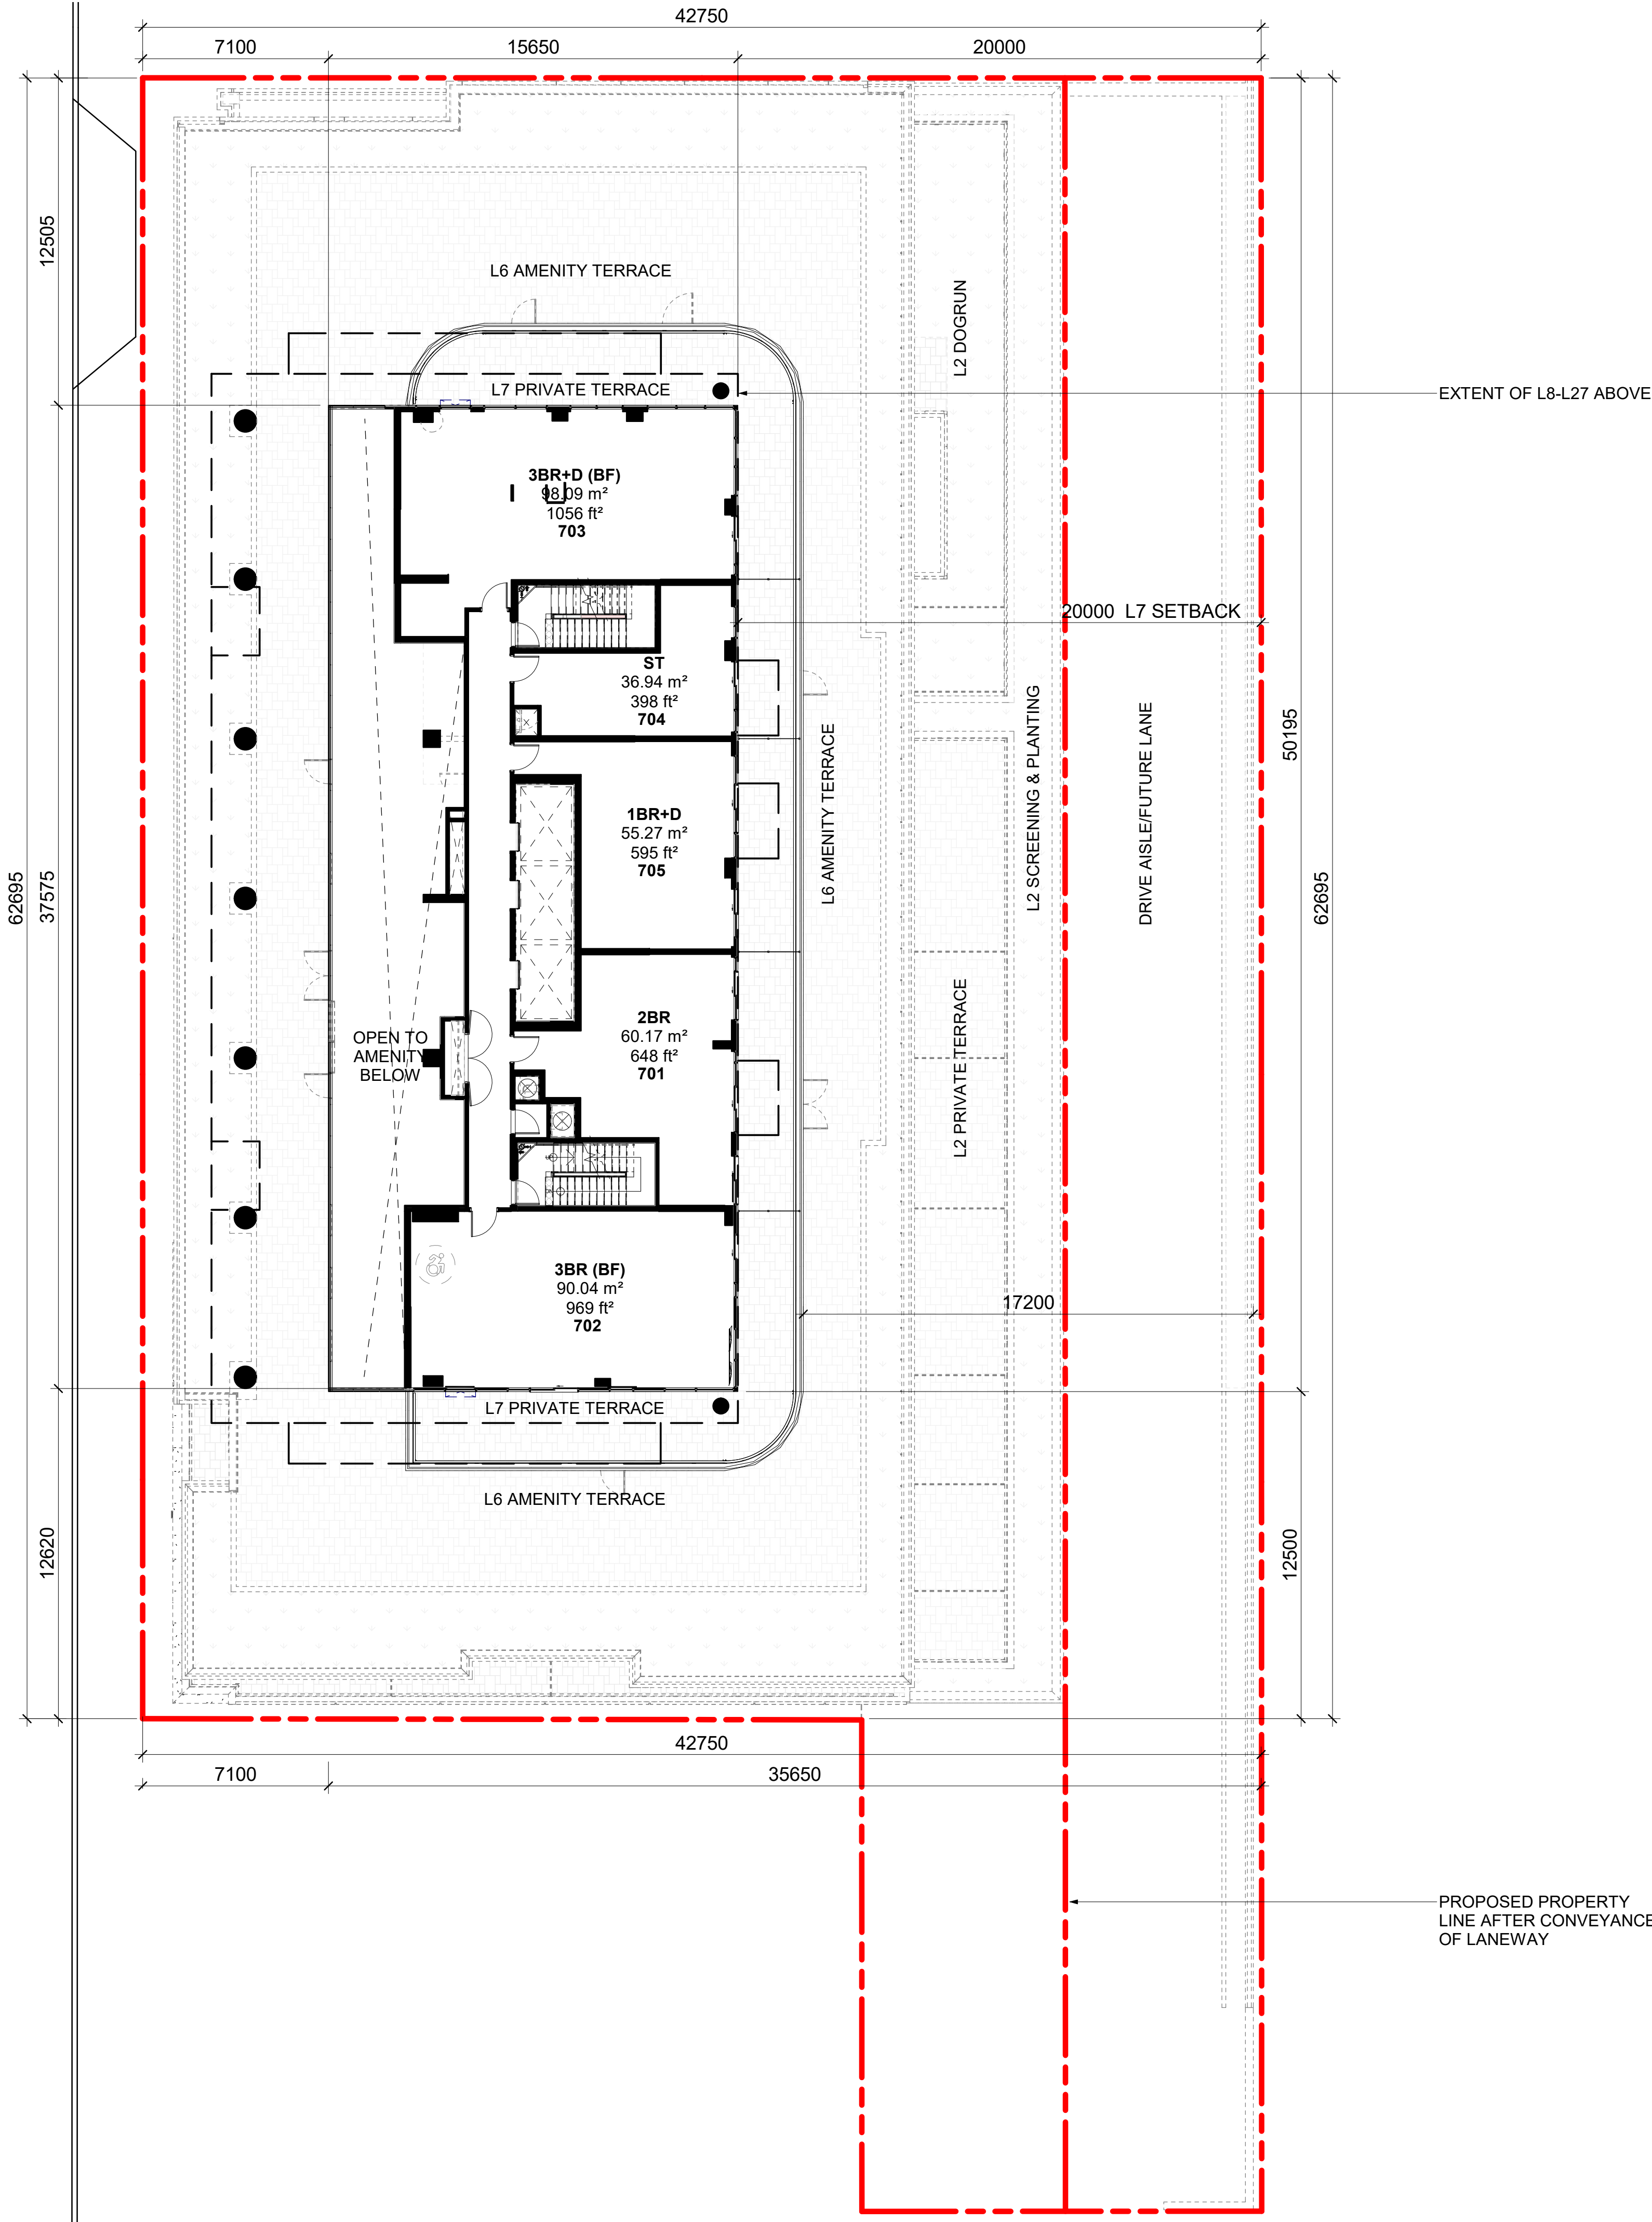 42750
7100
15650
20000
12505
L6 AMENITY TERRACE
L2 DOGRUN
L7 PRIVATE TERRACE
EXTENT OF L8-L27 ABOVE
3BR+D (BF)
98.09 m²
1056 ft²
703
20000 L7 SETBACK
ST
36.94 m²
398 ft²
704
L2 SCREENING & PLANTING
DRIVE AISLE/FUTURE LANE
50195
L6 AMENITY TERRACE
1BR+D
55.27 m²
595 ft²
705
62695
37575
62695
2BR
60.17 m²
648 ft²
701
OPEN TO
AMENITY
BELOW
L2 PRIVATE TERRACE
3BR (BF)
90.04 m²
969 ft²
702
17200
L7 PRIVATE TERRACE
L6 AMENITY TERRACE
12620
12500
42750
7100
35650
PROPOSED PROPERTY
LINE AFTER CONVEYANCE
OF LANEWAY